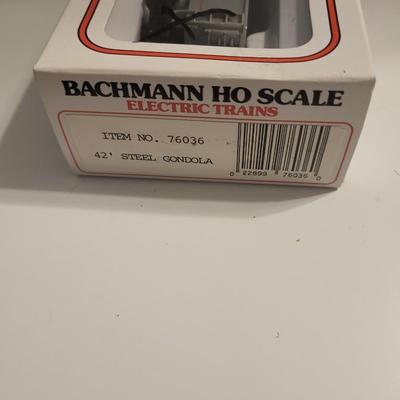 BACHMANN HO SCALE
ELECTRIC TRAINS
ITEM NO. 76036
42' STEEL GONDOLA
0 22899 76036 0